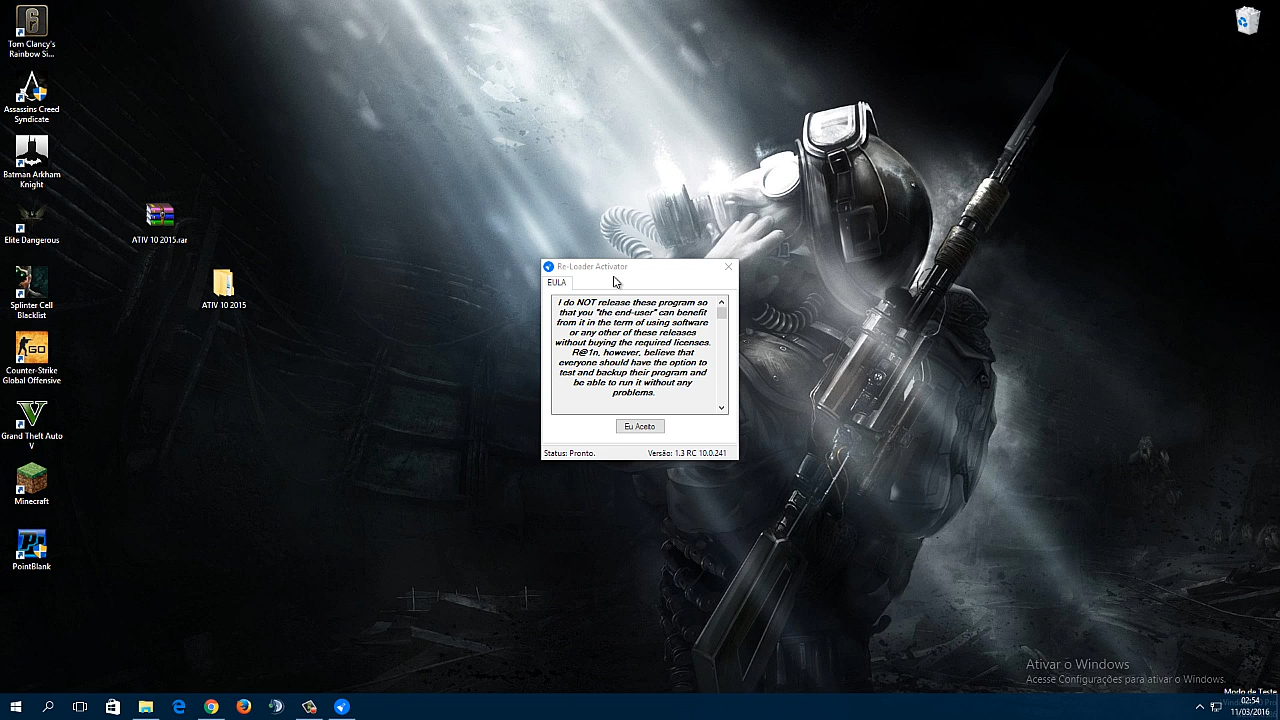 Tom Clancy's
Rainbow Si...
Assassins Creed
Syndicate
Batman Arkham
Knight
Elite Dangerous
Splinter Cell
Blacklist
GO
Counter-Strike
Global Offensive
Grand Theft Auto
V
Minecraft
PointBlank
ATIV 10 2015.rar
ATIV 10 2015
Re-Loader Activator
EULA
I do NOT release these program so
that you "the end-user" can benefit
from it in the term of using software
or any other of these releases
without buying the required licenses.
R@1n, however, believe that
everyone should have the option to
test and backup their program and
be able to run it without any
problems.
Eu Aceito
Status: Pronto.
Versão: 1.3 RC 10.0.241
Ativar o Windows
Acesse Configurações para ativar o Windows.
Modo de Teste
02:54
11/03/2016